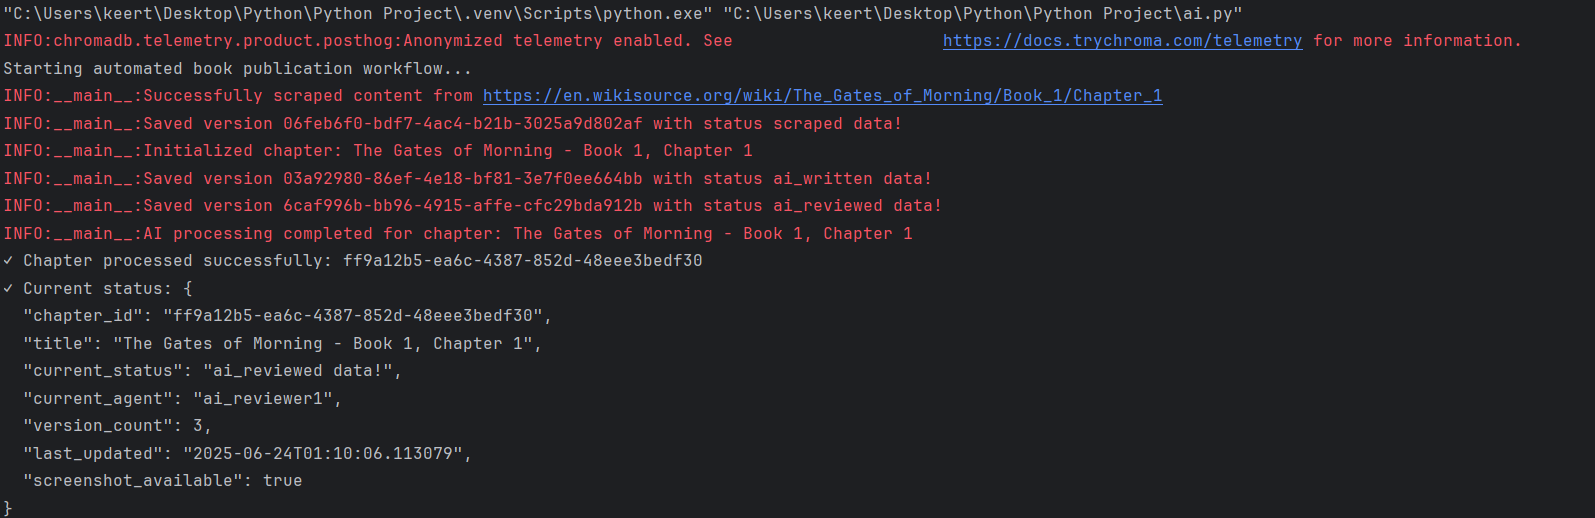 "C:\Users\keert\Desktop\Python\Python Project\.venv\Scripts\python.exe" "C:\Users\keert\Desktop\Python\Python Project\ai.py"
INFO:chromadb.telemetry.product.posthog:Anonymized telemetry enabled. See                     https://docs.trychroma.com/telemetry for more information.
Starting automated book publication workflow...
INFO:__main__:Successfully scraped content from https://en.wikisource.org/wiki/The_Gates_of_Morning/Book_1/Chapter_1
INFO:__main__:Saved version 06feb6f0-bdf7-4ac4-b21b-3025a9d802af with status scraped data!
INFO:__main__:Initialized chapter: The Gates of Morning - Book 1, Chapter 1
INFO:__main__:Saved version 03a92980-86ef-4e18-bf81-3e7f0ee664bb with status ai_written data!
INFO:__main__:Saved version 6caf996b-bb96-4915-affe-cfc29bda912b with status ai_reviewed data!
INFO:__main__:AI processing completed for chapter: The Gates of Morning - Book 1, Chapter 1
✓ Chapter processed successfully: ff9a12b5-ea6c-4387-852d-48eee3bedf30
✓ Current status: {
  "chapter_id": "ff9a12b5-ea6c-4387-852d-48eee3bedf30",
  "title": "The Gates of Morning - Book 1, Chapter 1",
  "current_status": "ai_reviewed data!",
  "current_agent": "ai_reviewer1",
  "version_count": 3,
  "last_updated": "2025-06-24T01:10:06.113079",
  "screenshot_available": true
}